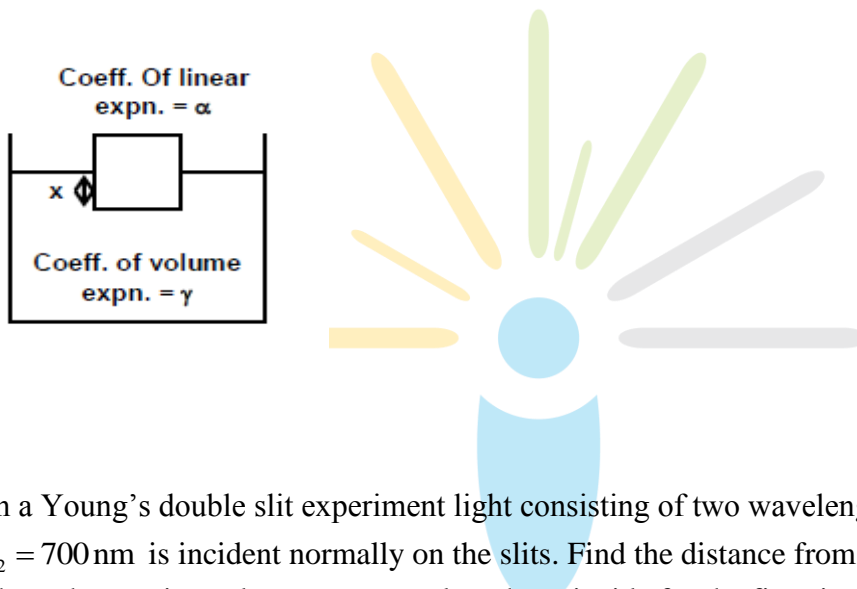 Coeff. Of linear
expn. = α
x
Coeff. of volume
expn. = γ
a Young's double slit experiment light consisting of two
₂ = 700 nm is incident normally on the slits. Find the distance from